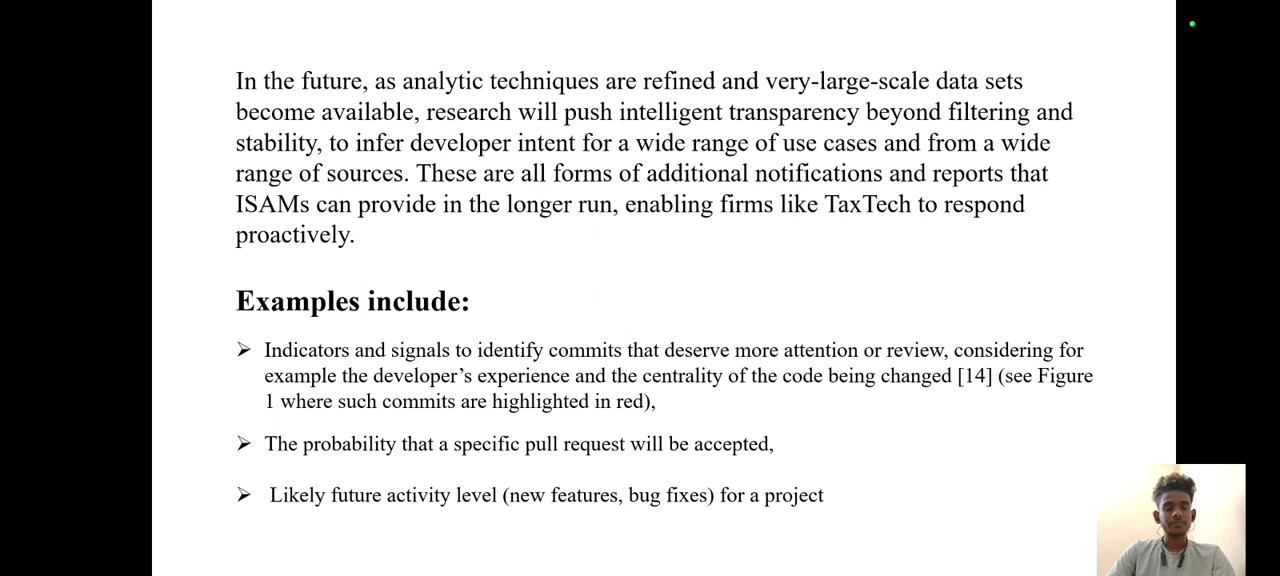 In the future, as analytic techniques are refined and very-large-scale data sets
become available, research will push intelligent transparency beyond filtering and
stability, to infer developer intent for a wide range of use cases and from a wide
range of sources. These are all forms of additional notifications and reports that
ISAMs can provide in the longer run, enabling firms like TaxTech to respond
proactively.
Examples include:
➢ Indicators and signals to identify commits that deserve more attention or review, considering for
example the developer’s experience and the centrality of the code being changed [14] (see Figure
1 where such commits are highlighted in red),
➢ The probability that a specific pull request will be accepted,
➢ Likely future activity level (new features, bug fixes) for a project